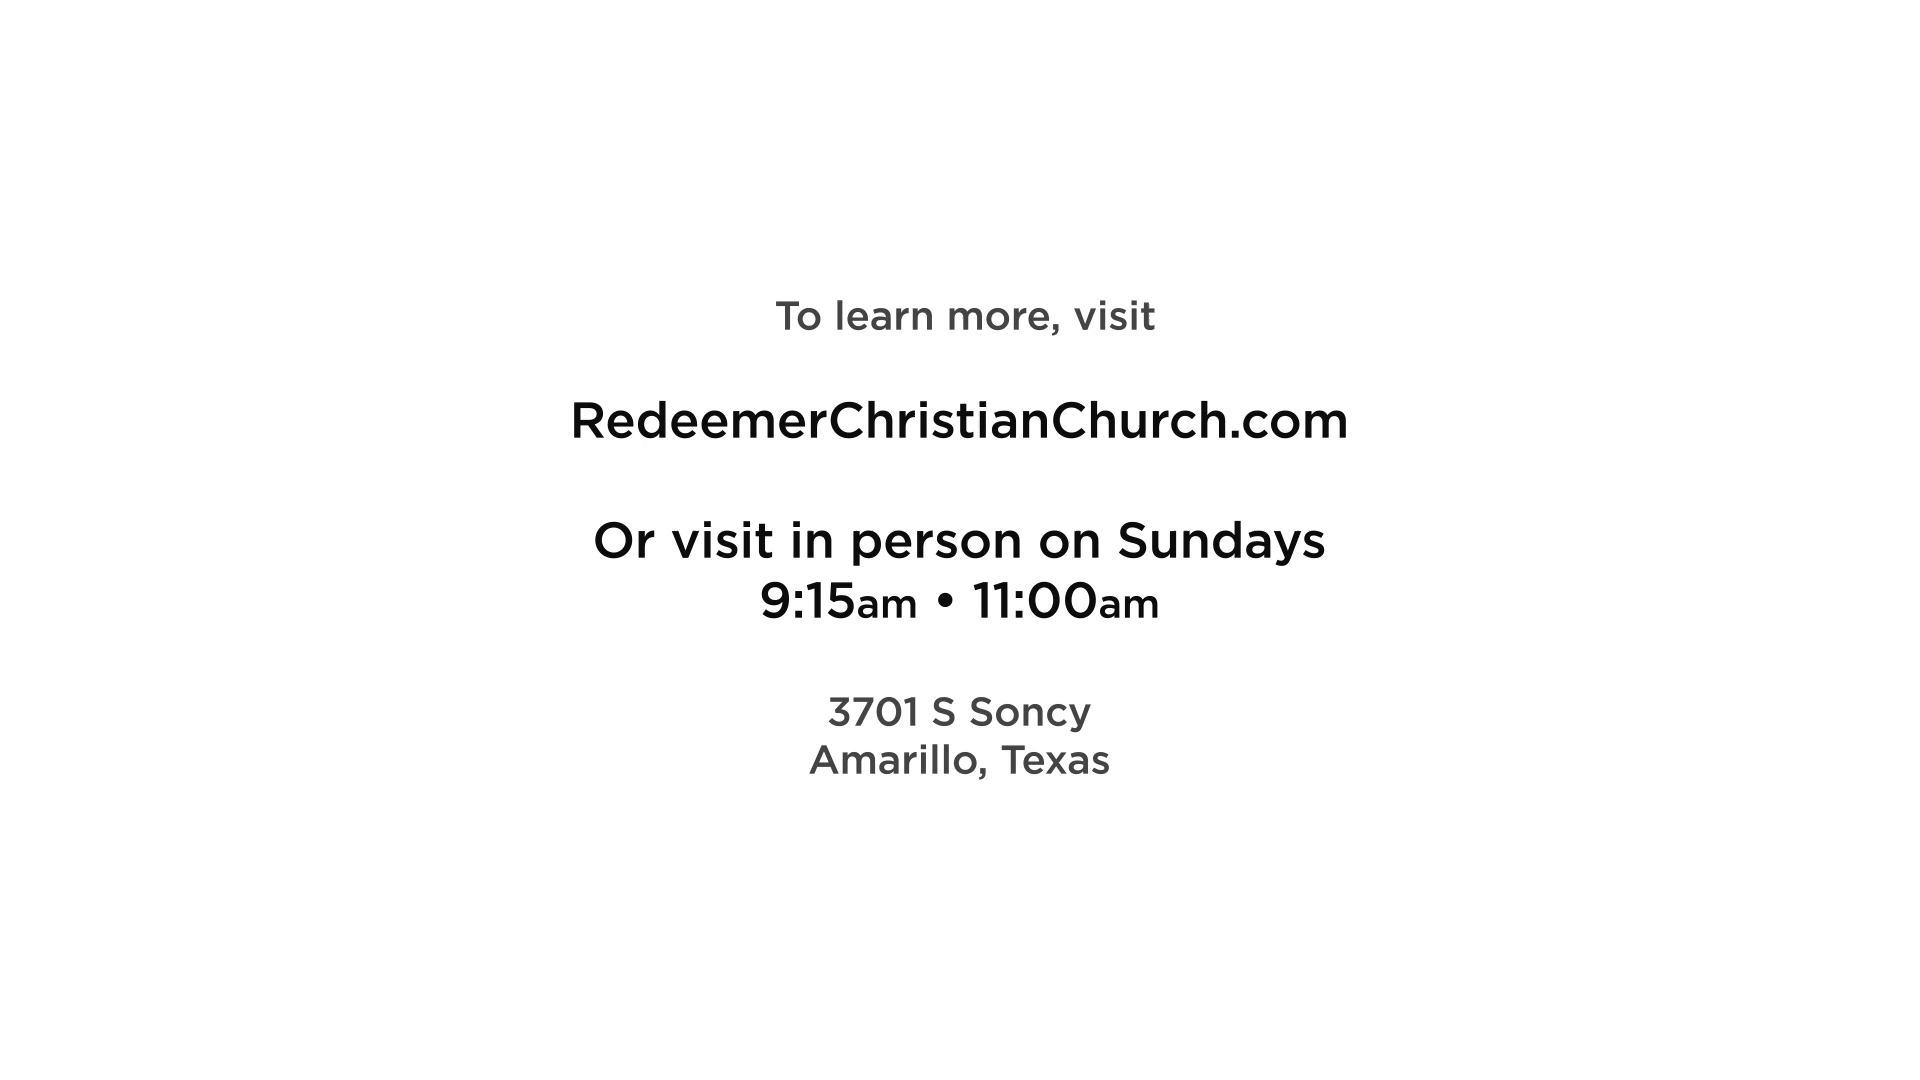 To learn more, visit
RedeemerChristianChurch.com
Or visit in person on Sundays
9:15am • 11:00am
3701 S Soncy
Amarillo, Texas